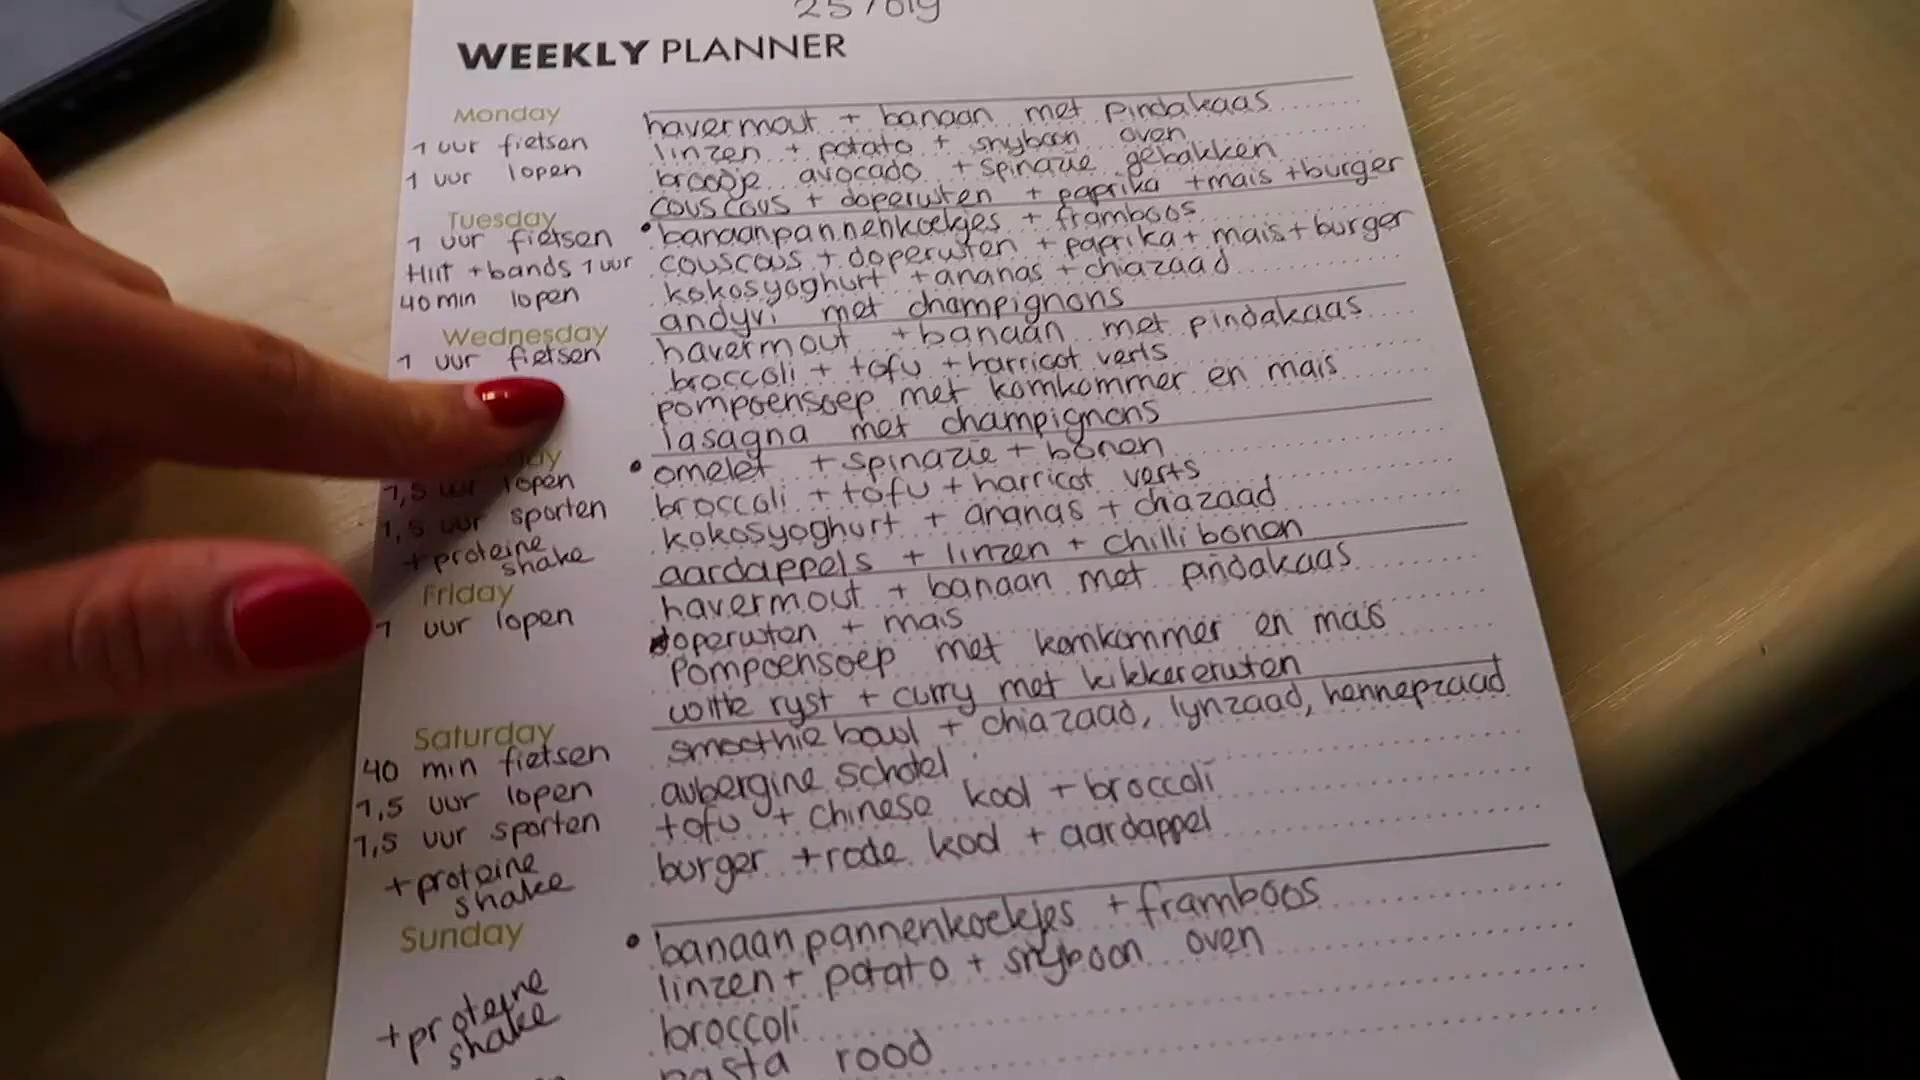 25/019
WEEKLY PLANNER
Monday
havermout + banaan met pindakaas
1 uur fietsen
linzen + potato + snyboon oven
1 uur lopen
broodje avocado + spinazie gebakken
couscous + doperwten + paprika + mais + burger
Tuesday
• banaanpannenkoekjes + framboos
1 uur fietsen
couscous + doperwten + paprika + mais + burger
Hiit + bands 1 uur
kokosyoghurt + ananas + chiazaad
40 min lopen
andyvi met champignons
Wednesday
havermout + banaan met pindakaas
1 uur fietsen
broccoli + tofu + harricot verts
pompoensoep met komkommer en mais
lasagna met champignons
day
• omelet + spinazie + bonen
1,5 uur lopen
broccoli + tofu + harricot verts
1,5 uur sporten
kokosyoghurt + ananas + chiazaad
+ proteine
shake
aardappels + linzen + chilli bonen
Friday
havermout + banaan met pindakaas
1 uur lopen
doperwten + mais
pompoensoep met komkommer en mais
witte ryst + curry met kikkererwten
Saturday
smoothie bowl + chiazaad, lynzaad, hennepzaad
40 min fietsen
aubergine schotel
1,5 uur lopen
tofu + chinese kool + broccoli
1,5 uur sporten
burger + rode kool + aardappel
+ proteine
shake
Sunday
• banaanpannenkoekjes + framboos
linzen + potato + snyboon oven
+ proteine
shake
broccoli
pasta rood